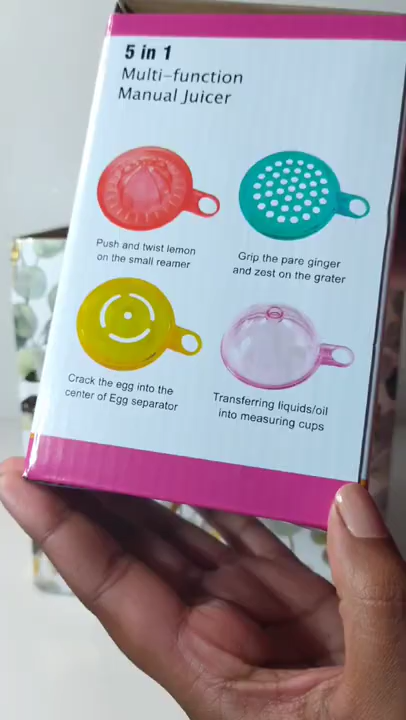 5 in 1
Multi-function
Manual Juicer
Push and twist lemon
on the small reamer
Grip the pare ginger
and zest on the grater
Crack the egg into the
center of Egg separator
Transferring liquids/oil
into measuring cups